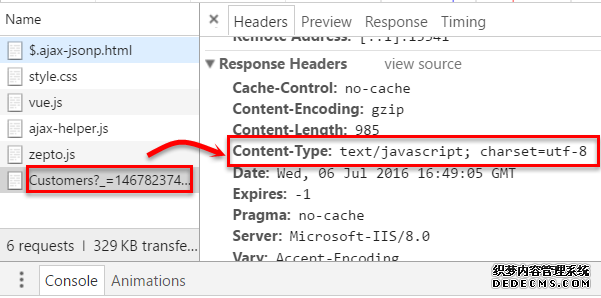 Name
$.ajax-jsonp.html
style.css
vue.js
ajax-helper.js
zepto.js
Customers?_=146782374...
6 requests | 329 KB transfe...
Headers Preview Response Timing
Remote Address: [::1]:15941
Response Headers view source
Cache-Control: no-cache
Content-Encoding: gzip
Content-Length: 985
Content-Type: text/javascript; charset=utf-8
Date: Wed, 06 Jul 2016 16:49:05 GMT
Expires: -1
Pragma: no-cache
Server: Microsoft-IIS/8.0
Vary: Accept-Encoding
Console Animations
织梦内容管理系统
DEDECMS.COM